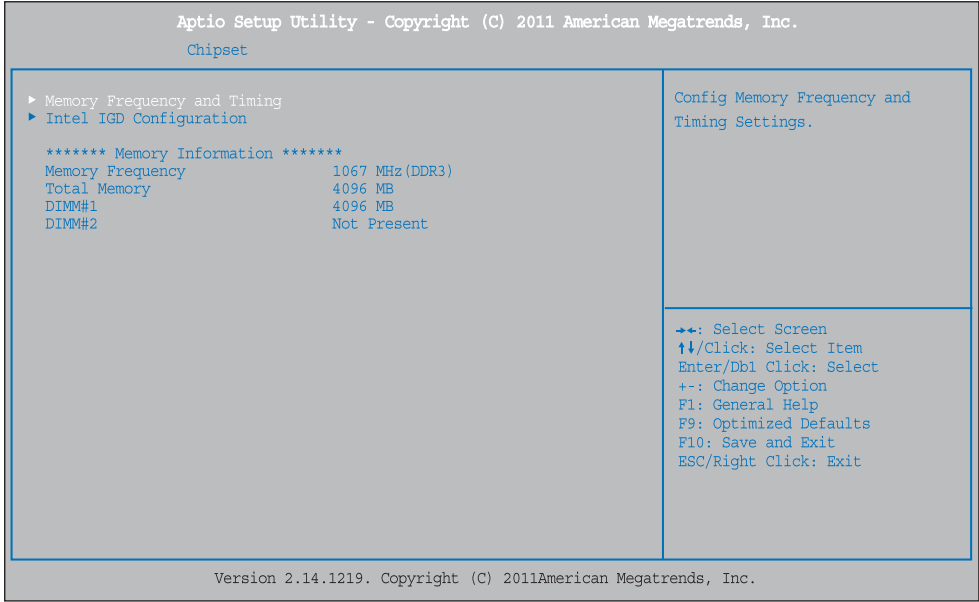 Aptio Setup Utility - Copyright (C) 2011 American Megatrends, Inc.
Chipset
▶ Memory Frequency and Timing
▶ Intel IGD Configuration
******* Memory Information *******
Memory Frequency 1067 MHz(DDR3)
Total Memory 4096 MB
DIMM#1 4096 MB
DIMM#2 Not Present
Config Memory Frequency and
Timing Settings.
→←: Select Screen
↑↓/Click: Select Item
Enter/Db1 Click: Select
+-: Change Option
F1: General Help
F9: Optimized Defaults
F10: Save and Exit
ESC/Right Click: Exit
Version 2.14.1219. Copyright (C) 2011American Megatrends, Inc.